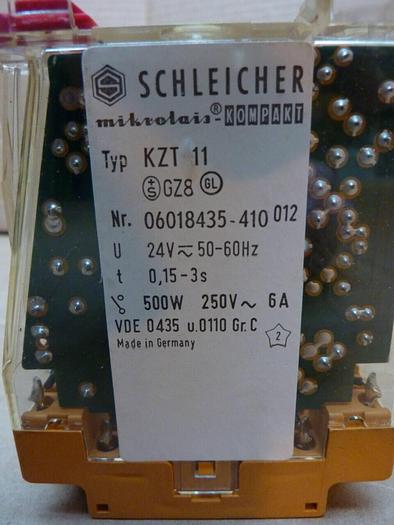 S SCHLEICHER
mikrolais®-KOMPAKT
Typ KZT 11
±S GZ8 GL
Nr. 06018435-410 012
U 24V ⎓ 50-60Hz
t 0,15-3s
500W 250V~ 6A
VDE 0435 u.0110 Gr.C
Made in Germany 2